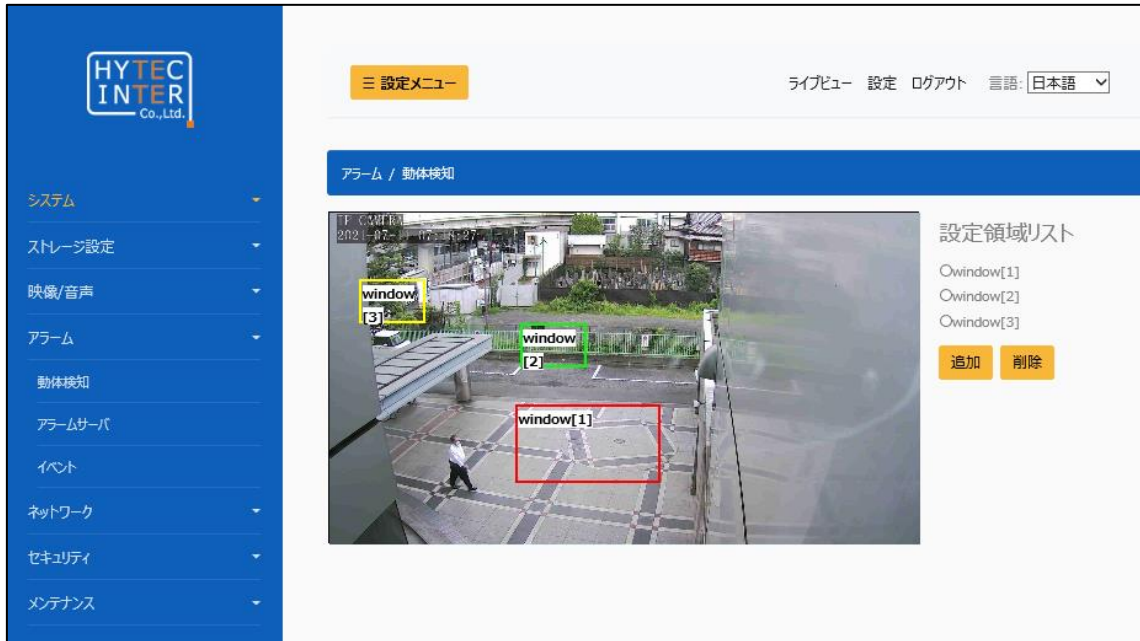 HYTEC
INTER
Co.,Ltd.
システム
ストレージ設定
映像/音声
アラーム
動体検知
アラームサーバ
イベント
ネットワーク
セキュリティ
メンテナンス
☰ 設定メニュー
ライブビュー 設定 ログアウト 言語: 日本語
アラーム / 動体検知
IP CAMERA
window
[3]
window
[2]
window[1]
設定領域リスト
window[1]
window[2]
window[3]
追加 削除